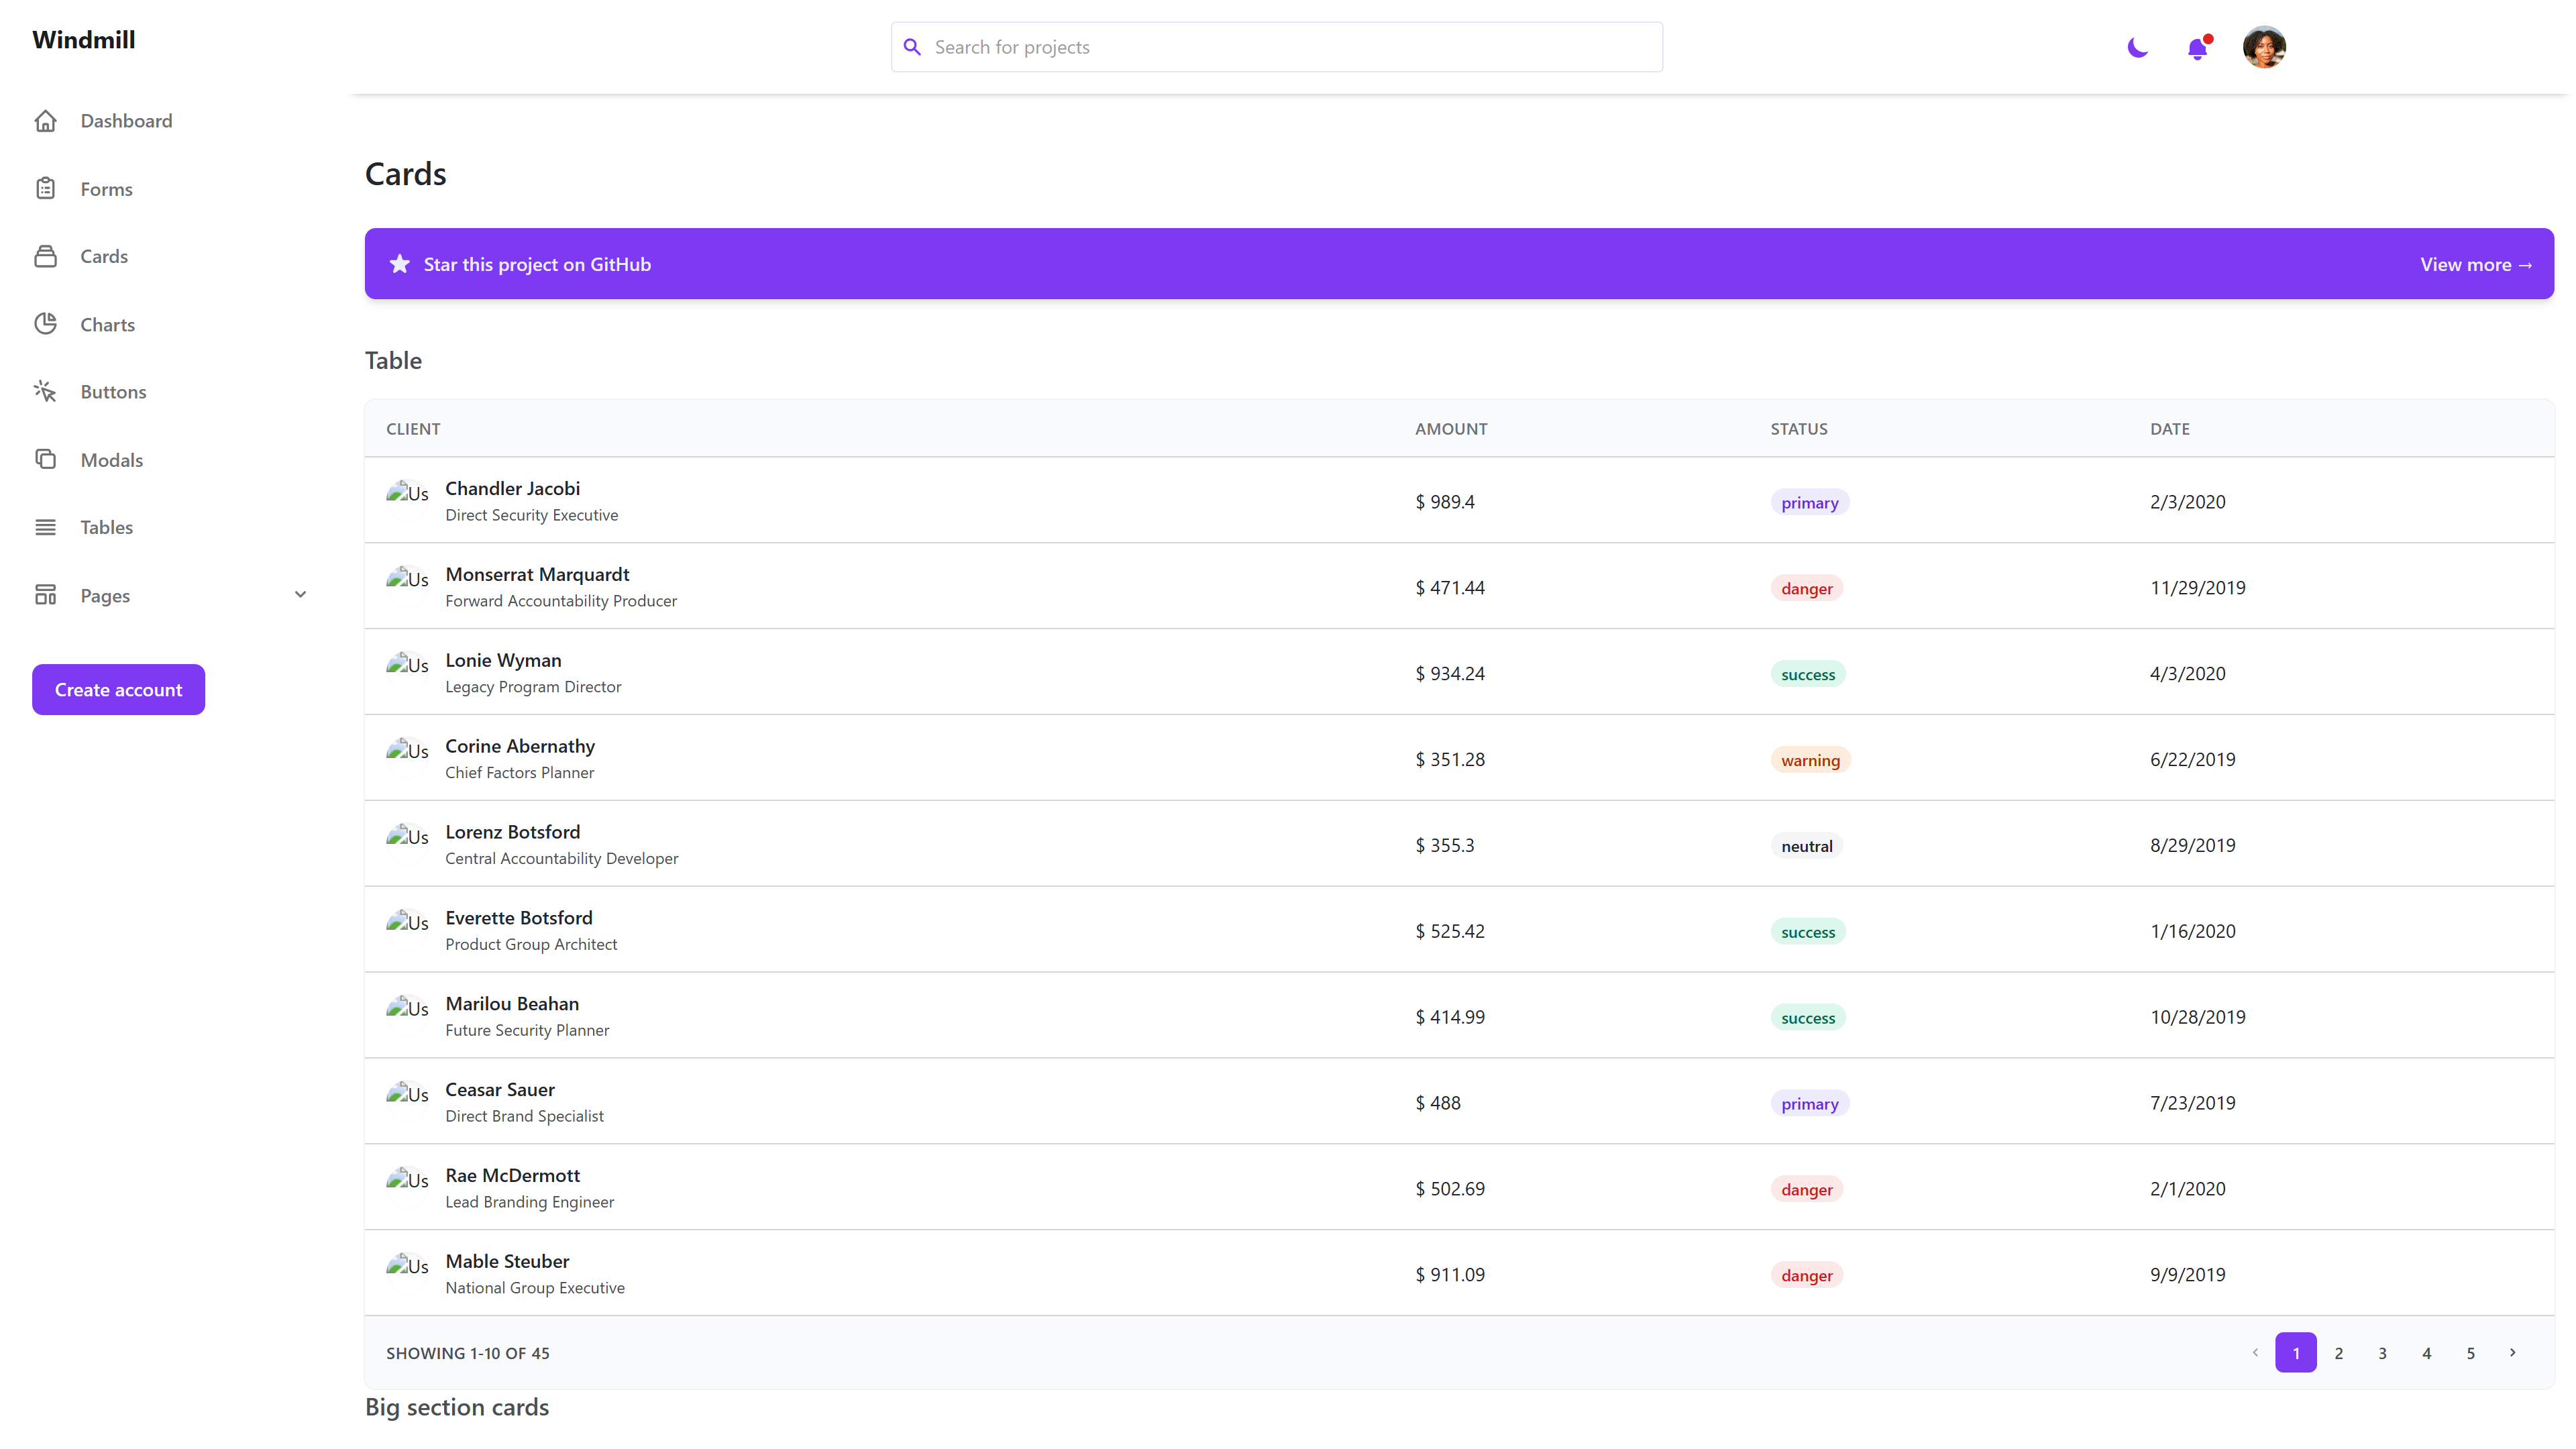 Windmill
Search for projects
Dashboard
Forms
Cards
Charts
Buttons
Modals
Tables
Pages
Create account
Cards
Star this project on GitHub
View more →
Table
CLIENT AMOUNT STATUS DATE
Us Chandler Jacobi
Direct Security Executive
$ 989.4 primary 2/3/2020
Us Monserrat Marquardt
Forward Accountability Producer
$ 471.44 danger 11/29/2019
Us Lonie Wyman
Legacy Program Director
$ 934.24 success 4/3/2020
Us Corine Abernathy
Chief Factors Planner
$ 351.28 warning 6/22/2019
Us Lorenz Botsford
Central Accountability Developer
$ 355.3 neutral 8/29/2019
Us Everette Botsford
Product Group Architect
$ 525.42 success 1/16/2020
Us Marilou Beahan
Future Security Planner
$ 414.99 success 10/28/2019
Us Ceasar Sauer
Direct Brand Specialist
$ 488 primary 7/23/2019
Us Rae McDermott
Lead Branding Engineer
$ 502.69 danger 2/1/2020
Us Mable Steuber
National Group Executive
$ 911.09 danger 9/9/2019
SHOWING 1-10 OF 45
1 2 3 4 5
Big section cards